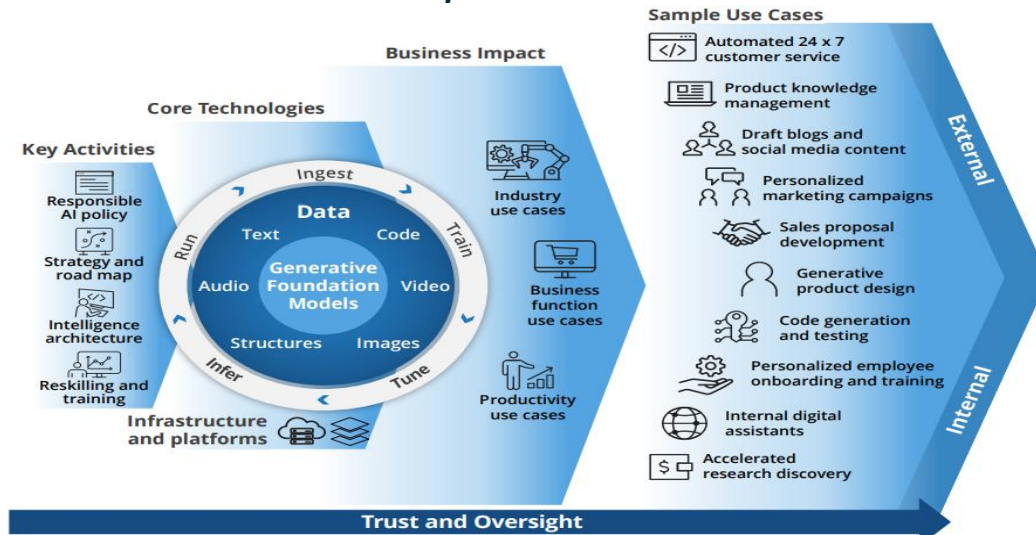 Key Activities
Responsible
AI policy
Strategy and
road map
Intelligence
architecture
Reskilling and
training
Core Technologies
Ingest
Train
Tune
Infer
Run
Data
Text
Code
Audio
Video
Structures
Images
Generative
Foundation
Models
Infrastructure
and platforms
Business Impact
Industry
use cases
Business
function
use cases
Productivity
use cases
Sample Use Cases
</>
Automated 24 x 7
customer service
Product knowledge
management
Draft blogs and
social media content
Personalized
marketing campaigns
Sales proposal
development
Generative
product design
Code generation
and testing
Personalized employee
onboarding and training
Internal digital
assistants
$
Accelerated
research discovery
External
Internal
Trust and Oversight